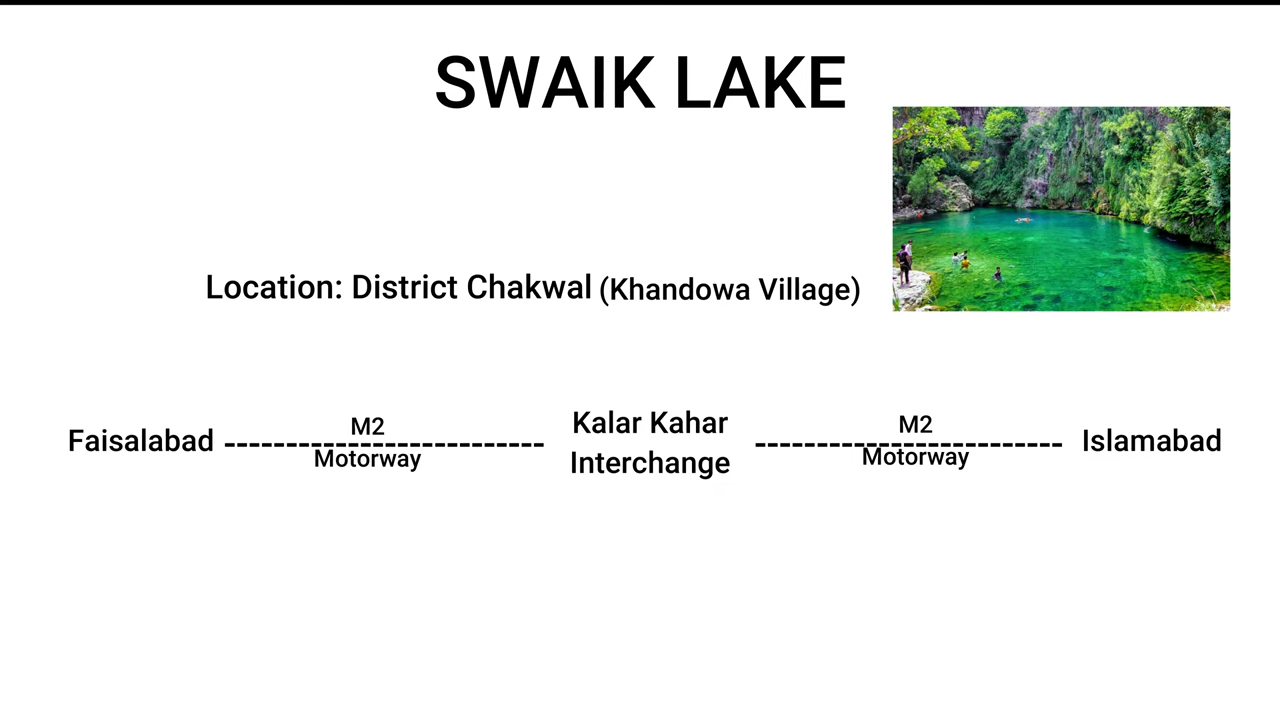 SWAIK LAKE
Location: District Chakwal (Khandowa Village)
Faisalabad ------------------------- M2 Motorway
Kalar Kahar
Interchange
------------------------ M2 Motorway Islamabad